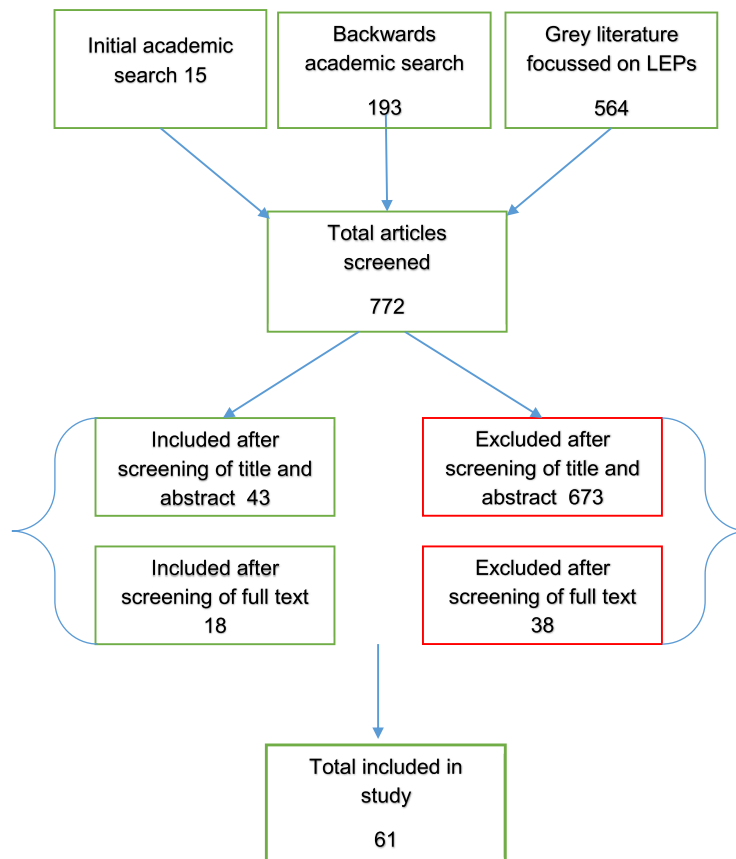 Initial academic
search 15
Backwards
academic search
193
Grey literature
focussed on LEPs
564
Total articles
screened
772
Included after
screening of title and
abstract 43
Excluded after
screening of title and
abstract 673
Included after
screening of full text
18
Excluded after
screening of full text
38
Total included in
study
61